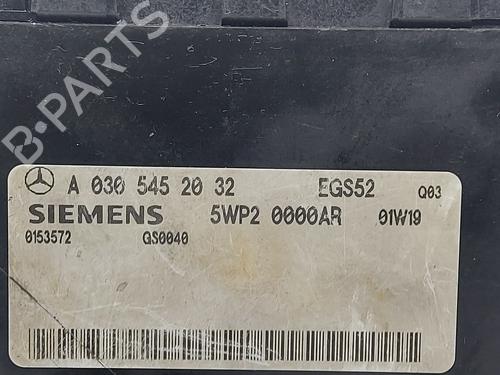 B-PARTS
A 030 545 20 32 EGS52 Q03
SIEMENS 5WP2 0000AR 01W19
0153572 GS0040